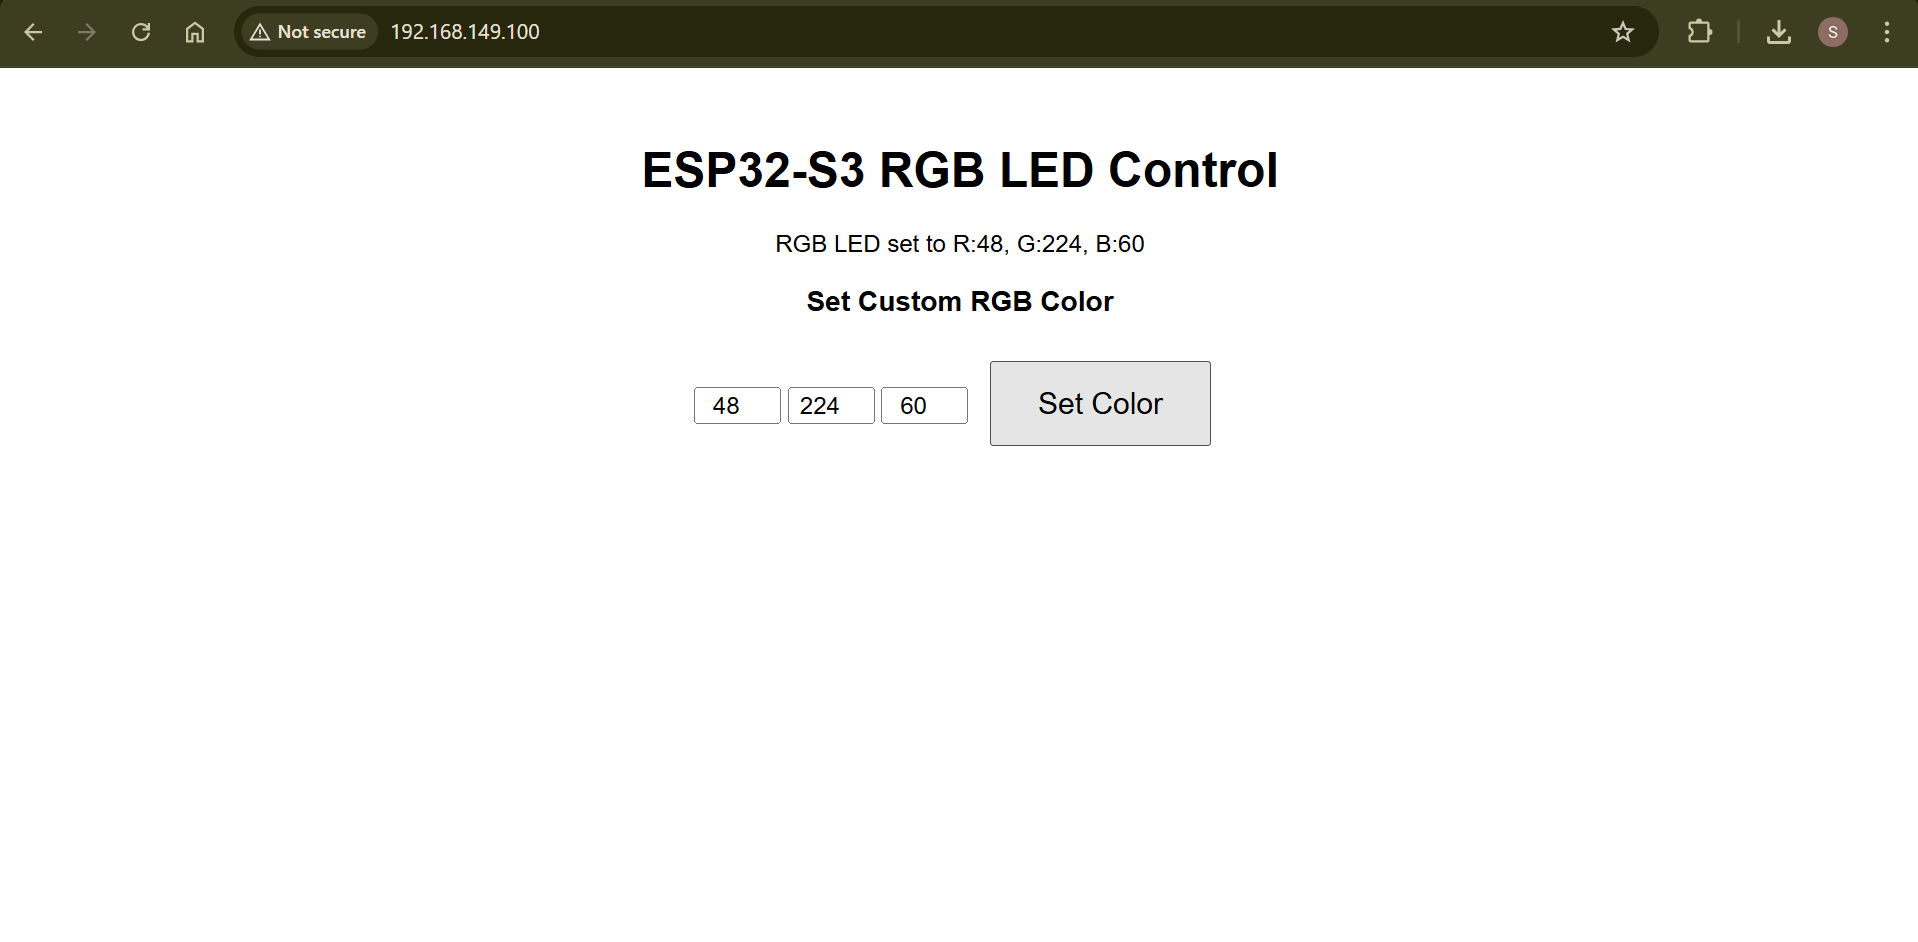 Not secure 192.168.149.100 S
ESP32-S3 RGB LED Control
RGB LED set to R:48, G:224, B:60
Set Custom RGB Color
48 224 60 Set Color